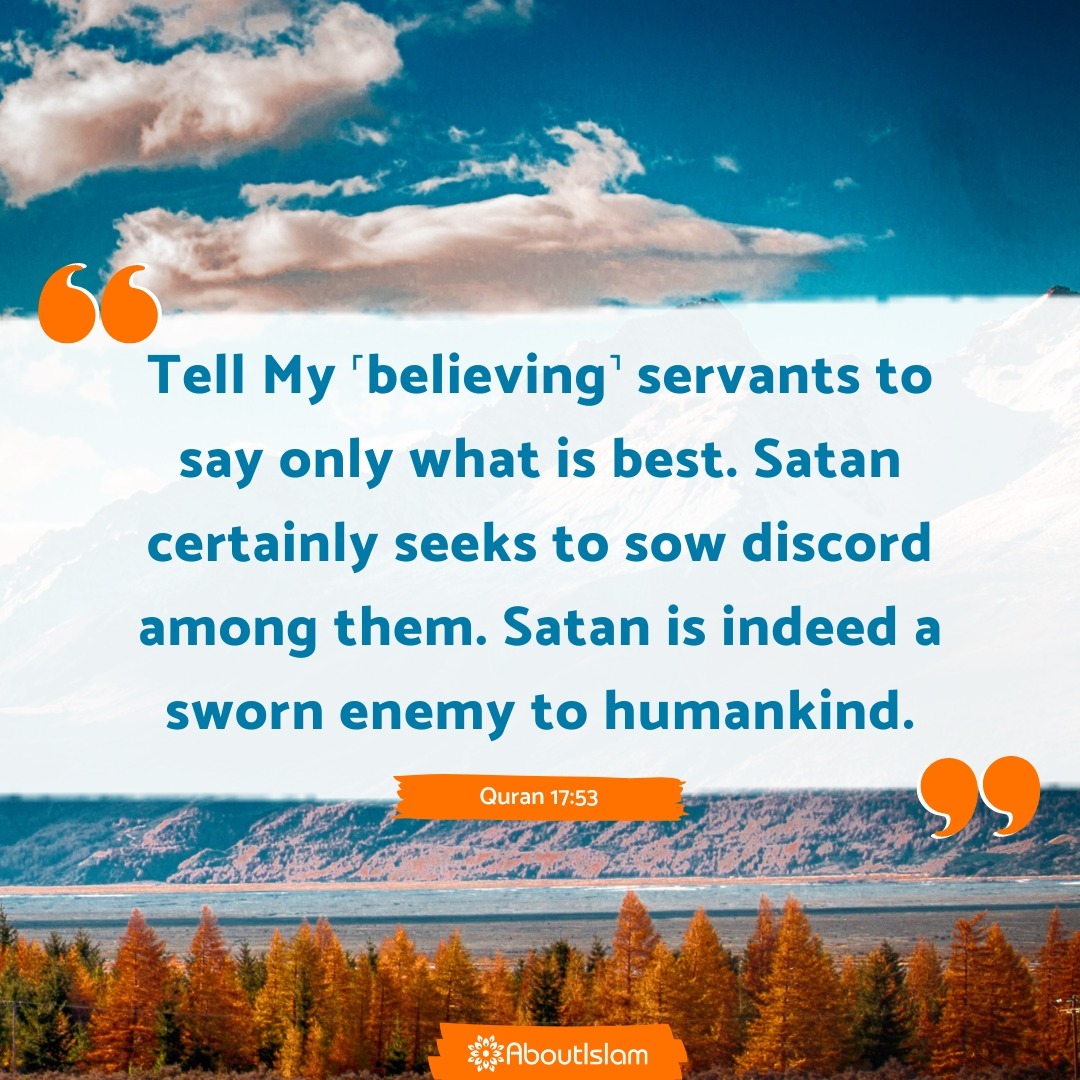 “
Tell My ⸢believing⸣ servants to
say only what is best. Satan
certainly seeks to sow discord
among them. Satan is indeed a
sworn enemy to humankind.
”
Quran 17:53
AboutIslam